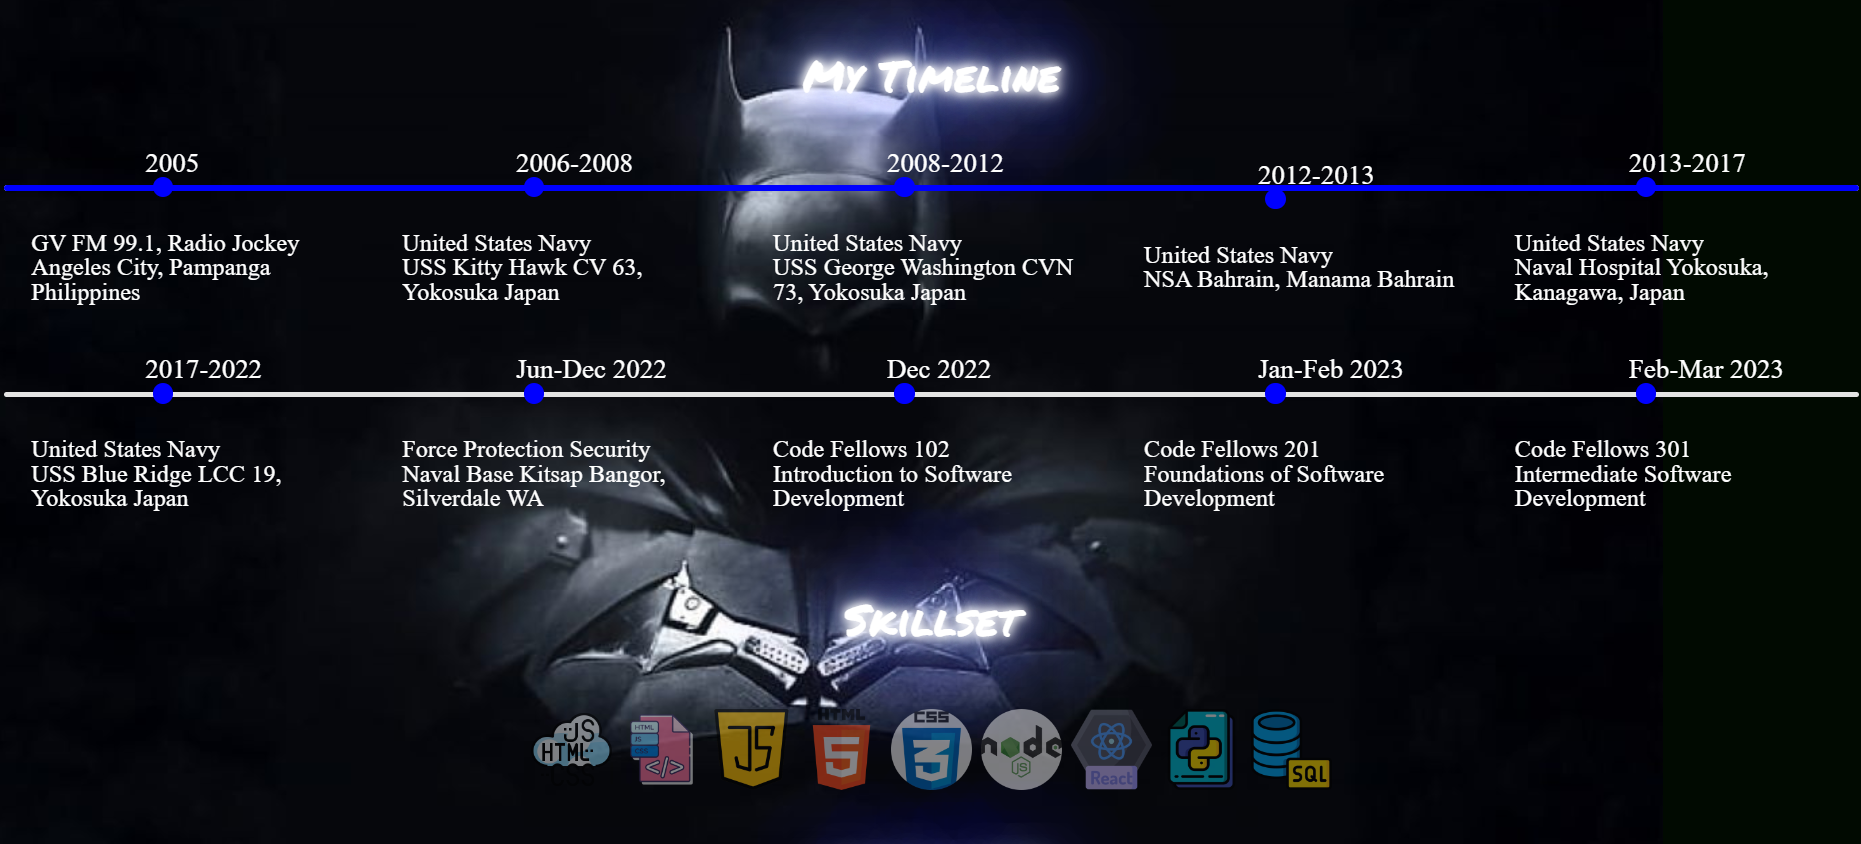 My Timeline
2005
2006-2008
2008-2012
2012-2013
2013-2017
GV FM 99.1, Radio Jockey
Angeles City, Pampanga
Philippines
United States Navy
USS Kitty Hawk CV 63,
Yokosuka Japan
United States Navy
USS George Washington CVN
73, Yokosuka Japan
United States Navy
NSA Bahrain, Manama Bahrain
United States Navy
Naval Hospital Yokosuka,
Kanagawa, Japan
2017-2022
Jun-Dec 2022
Dec 2022
Jan-Feb 2023
Feb-Mar 2023
United States Navy
USS Blue Ridge LCC 19,
Yokosuka Japan
Force Protection Security
Naval Base Kitsap Bangor,
Silverdale WA
Code Fellows 102
Introduction to Software
Development
Code Fellows 201
Foundations of Software
Development
Code Fellows 301
Intermediate Software
Development
Skillset
JS
HTML
HTML
JS
CSS
</>
JS
HTML
5
CSS
3
node
JS
React
SQL